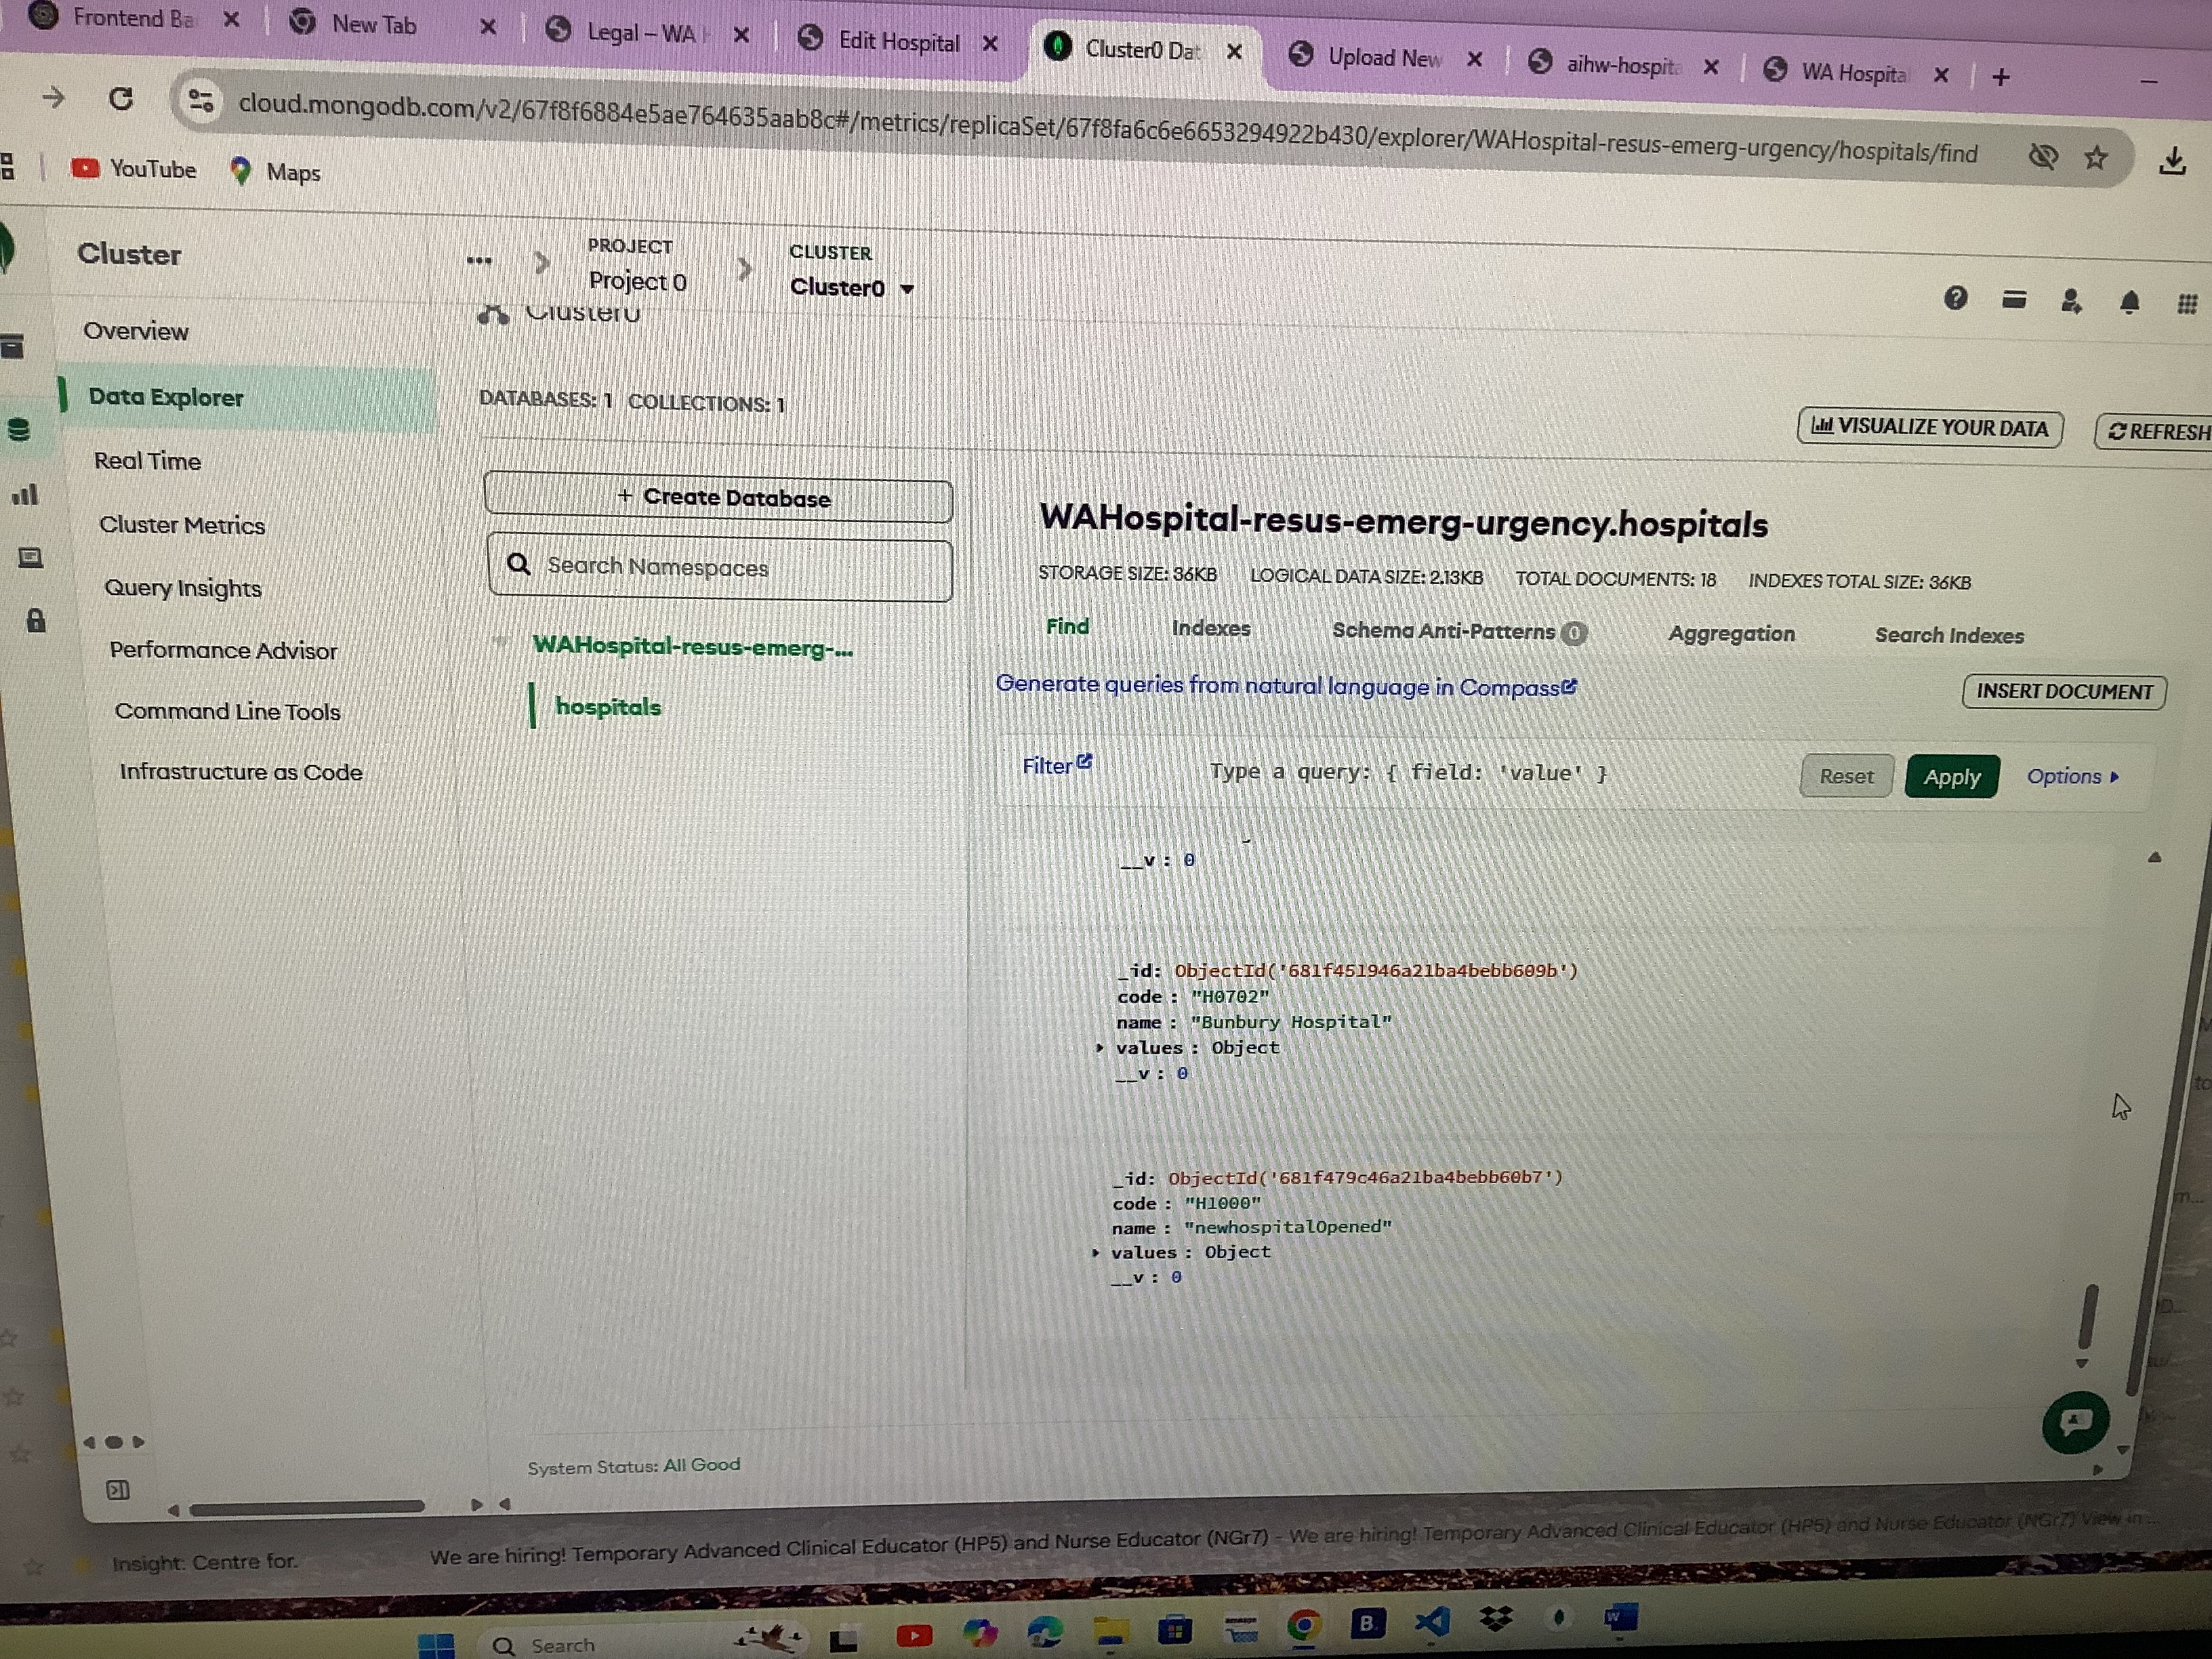 Frontend Ba
New Tab
Legal – WA H
Edit Hospital
Cluster0 Dat
Upload New
aihw-hospita
WA Hospital
cloud.mongodb.com/v2/67f8f6884e5ae764635aab8c#/metrics/replicaSet/67f8fa6c6e6653294922b430/explorer/WAHospital-resus-emerg-urgency/hospitals/find
YouTube
Maps
Cluster
...
PROJECT
Project 0
CLUSTER
Cluster0
Cluster0
Overview
Data Explorer
Real Time
Cluster Metrics
Query Insights
Performance Advisor
Command Line Tools
Infrastructure as Code
DATABASES: 1 COLLECTIONS: 1
VISUALIZE YOUR DATA
REFRESH
+ Create Database
Search Namespaces
WAHospital-resus-emerg-...
hospitals
WAHospital-resus-emerg-urgency.hospitals
STORAGE SIZE: 36KB LOGICAL DATA SIZE: 2.13KB TOTAL DOCUMENTS: 18 INDEXES TOTAL SIZE: 36KB
Find
Indexes
Schema Anti-Patterns 0
Aggregation
Search Indexes
Generate queries from natural language in Compass
INSERT DOCUMENT
Filter
Type a query: { field: 'value' }
Reset
Apply
Options
__v : 0
_id: ObjectId('681f451946a21ba4bebb609b')
code : "H0702"
name : "Bunbury Hospital"
values : Object
__v : 0
_id: ObjectId('681f479c46a21ba4bebb60b7')
code : "H1000"
name : "newhospitalOpened"
values : Object
__v : 0
System Status: All Good
Insight: Centre for.
We are hiring! Temporary Advanced Clinical Educator (HP5) and Nurse Educator (NGr7) - We are hiring! Temporary Advanced Clinical Educator (HP5) and Nurse Educator (NGr7) View in ...
Search
amazon
B.
W